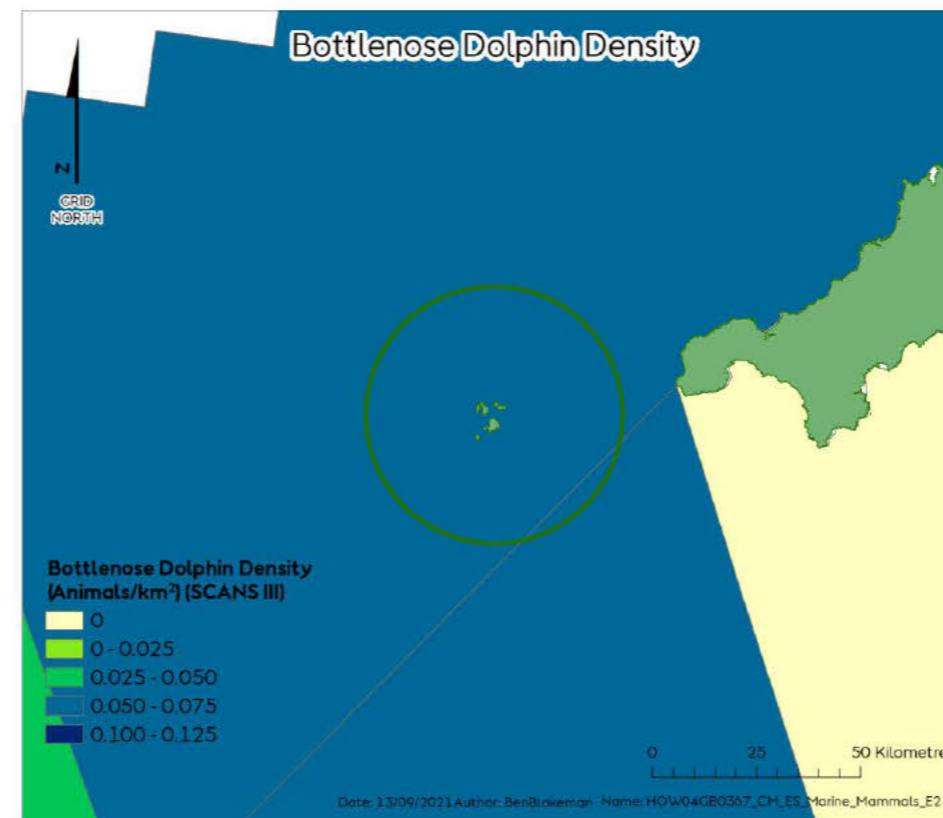 Bottlenose Dolphin Density
N
GRID
NORTH
Bottlenose Dolphin Density
(Animals/km²) (SCANS III)
0
0 - 0.025
0.025 - 0.050
0.050 - 0.075
0.100 - 0.125
0 25 50 Kilometre
Date: 13/09/2021 Author: BenBlakeman Name: HOW04GB0367_CM_ES_Marine_Mammals_E2